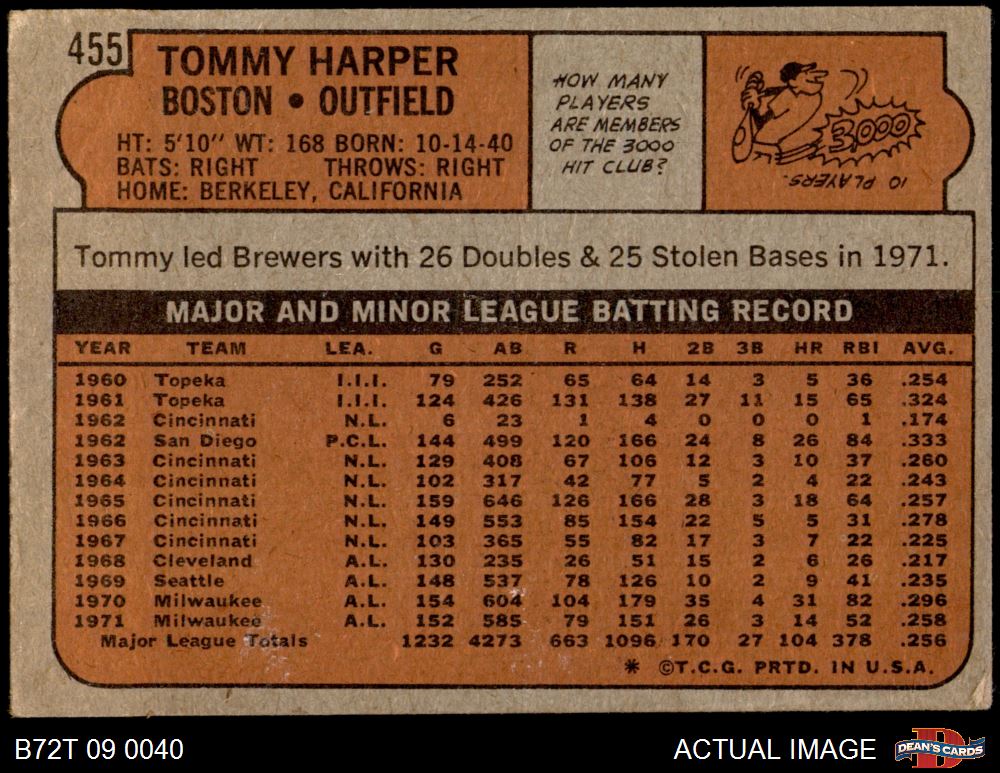 455
TOMMY HARPER
BOSTON • OUTFIELD
HT: 5'10" WT: 168 BORN: 10-14-40
BATS: RIGHT THROWS: RIGHT
HOME: BERKELEY, CALIFORNIA
HOW MANY
PLAYERS
ARE MEMBERS
OF THE 3000
HIT CLUB?
3,000
10 PLAYERS.
Tommy led Brewers with 26 Doubles & 25 Stolen Bases in 1971.
MAJOR AND MINOR LEAGUE BATTING RECORD
YEAR TEAM LEA. G AB R H 2B 3B HR RBI AVG.
1960 Topeka I.I.I. 79 252 65 64 14 3 5 36 .254
1961 Topeka I.I.I. 124 426 131 138 27 11 15 65 .324
1962 Cincinnati N.L. 6 23 1 4 0 0 0 1 .174
1962 San Diego P.C.L. 144 499 120 166 24 8 26 84 .333
1963 Cincinnati N.L. 129 408 67 106 12 3 10 37 .260
1964 Cincinnati N.L. 102 317 42 77 5 2 4 22 .243
1965 Cincinnati N.L. 159 646 126 166 28 3 18 64 .257
1966 Cincinnati N.L. 149 553 85 154 22 5 5 31 .278
1967 Cincinnati N.L. 103 365 55 82 17 3 7 22 .225
1968 Cleveland A.L. 130 235 26 51 15 2 6 26 .217
1969 Seattle A.L. 148 537 78 126 10 2 9 41 .235
1970 Milwaukee A.L. 154 604 104 179 35 4 31 82 .296
1971 Milwaukee A.L. 152 585 79 151 26 3 14 52 .258
Major League Totals 1232 4273 663 1096 170 27 104 378 .256
* ©T.C.G. PRTD. IN U.S.A.
B72T 09 0040
ACTUAL IMAGE
D
DEAN'S CARDS